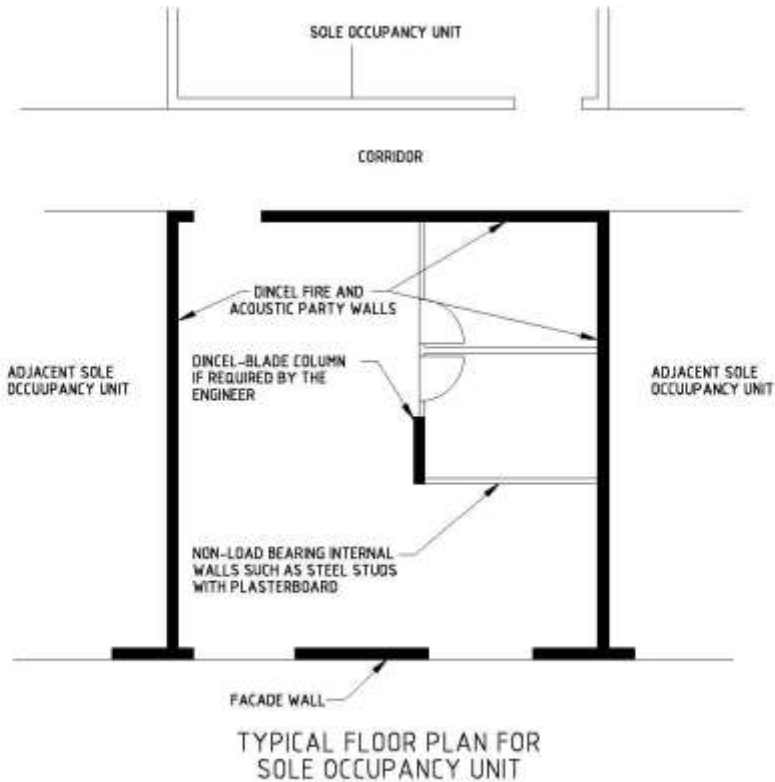 SOLE OCCUPANCY UNIT
CORRIDOR
DINCEL FIRE AND
ACOUSTIC PARTY WALLS
DINCEL-BLADE COLUMN
IF REQUIRED BY THE
ENGINEER
ADJACENT SOLE
OCCUUPANCY UNIT
ADJACENT SOLE
OCCUUPANCY UNIT
NON-LOAD BEARING INTERNAL
WALLS SUCH AS STEEL STUDS
WITH PLASTERBOARD
FACADE WALL
TYPICAL FLOOR PLAN FOR
SOLE OCCUPANCY UNIT